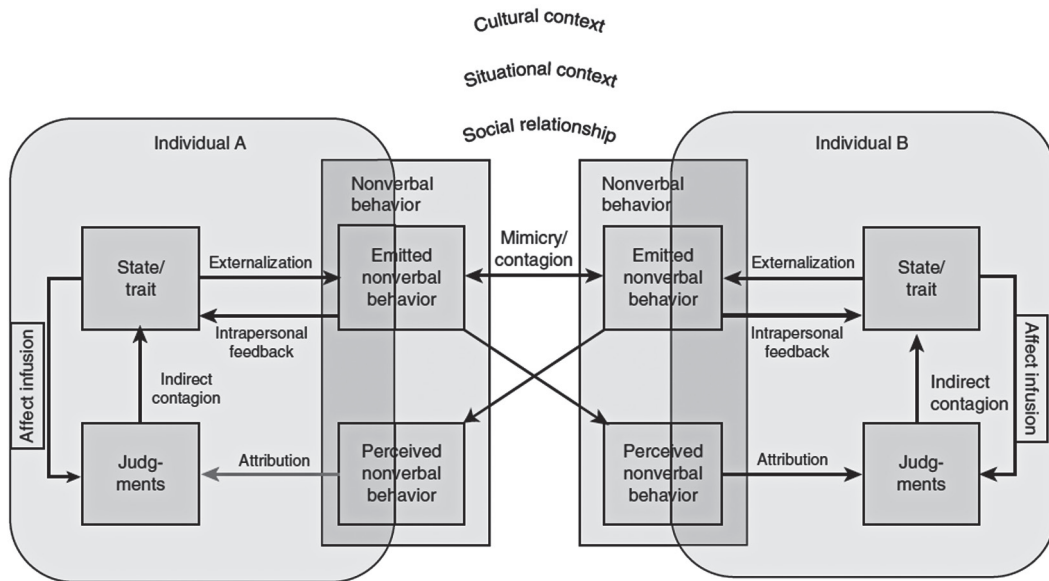 Cultural context
Situational context
Social relationship
Individual A
Individual B
Nonverbal
behavior
Nonverbal
behavior
State/
trait
Externalization
Emitted
nonverbal
behavior
Mimicry/
contagion
Emitted
nonverbal
behavior
Externalization
State/
trait
Intrapersonal
feedback
Intrapersonal
feedback
Affect infusion
Indirect
contagion
Indirect
contagion
Affect infusion
Judg-
ments
Attribution
Perceived
nonverbal
behavior
Perceived
nonverbal
behavior
Attribution
Judg-
ments